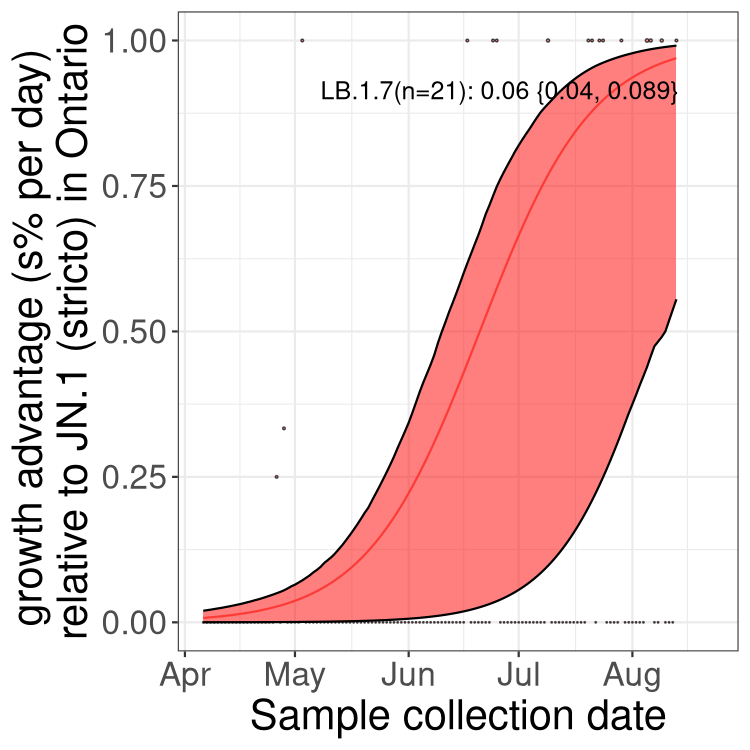 growth advantage (s% per day)
relative to JN.1 (stricto) in Ontario
1.00
0.75
0.50
0.25
0.00
LB.1.7(n=21): 0.06 {0.04, 0.089}
Apr May Jun Jul Aug
Sample collection date